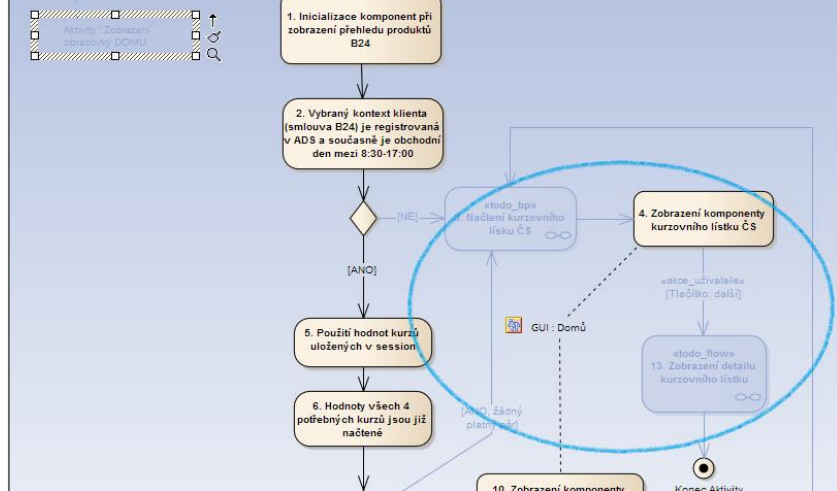 Aktivity : Zobrazení
obrazovky DOMU
1. Inicializace komponent při
zobrazení přehledu produktů
B24
2. Vybraný kontext klienta
(smlouva B24) je registrovaná
v ADS a současně je obchodní
den mezi 8:30-17:00
[NE]
«todo_bp»
3. Načtení kurzovního
lísku ČS
4. Zobrazení komponenty
kurzovního lístku ČS
[ANO]
«akce_uživatele»
[Tlačítko: další]
GUI : Domů
5. Použití hodnot kurzů
uložených v session
«todo_flow»
13. Zobrazení detailu
kurzovního lístku
6. Hodnoty všech 4
potřebných kurzů jsou již
načtené
[ANO, žádný
platný pár]
10. Zobrazení komponenty
Konec Aktivity